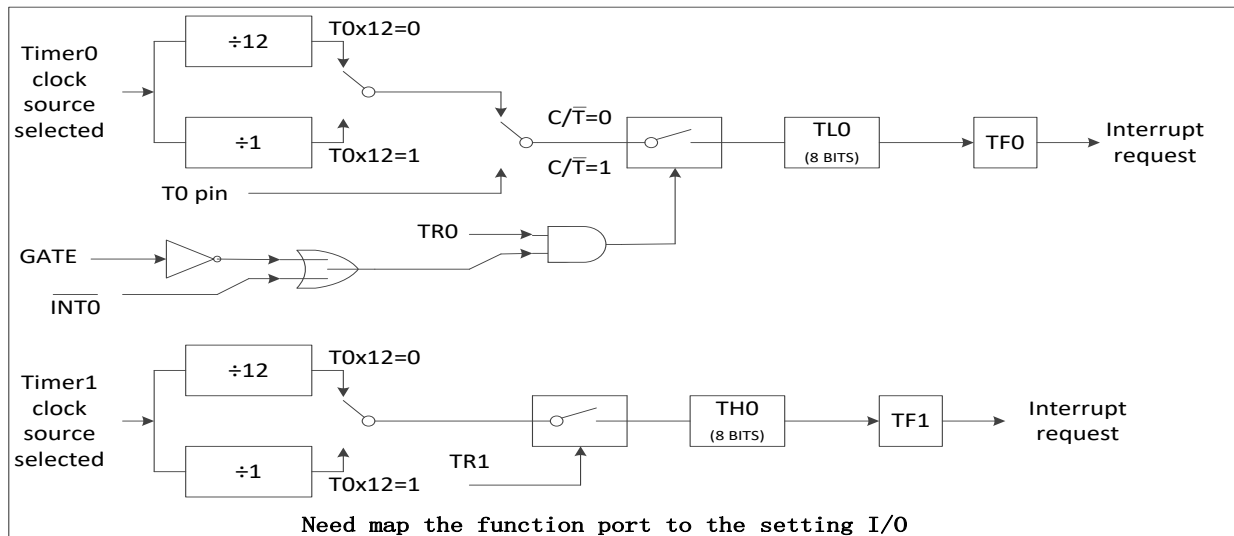 ÷12
T0x12=0
Timer0
clock
source
selected
÷1
T0x12=1
C/T̅=0
C/T̅=1
TL0
(8 BITS)
TF0
Interrupt
request
T0 pin
TR0
GATE
I̅N̅T̅0̅
÷12
T0x12=0
Timer1
clock
source
selected
÷1
T0x12=1
TR1
TH0
(8 BITS)
TF1
Interrupt
request
Need map the function port to the setting I/O